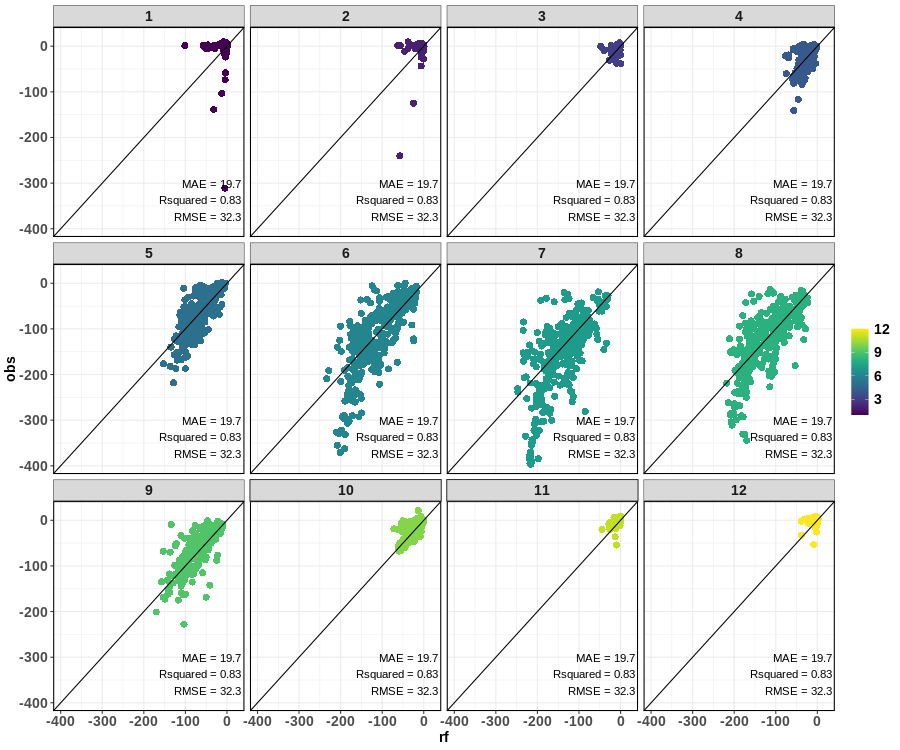 1 2 3 4
0
-100
-200
-300
-400
MAE = 19.7
Rsquared = 0.83
RMSE = 32.3
MAE = 19.7
Rsquared = 0.83
RMSE = 32.3
MAE = 19.7
Rsquared = 0.83
RMSE = 32.3
MAE = 19.7
Rsquared = 0.83
RMSE = 32.3
5 6 7 8
0
-100
-200
-300
-400
MAE = 19.7
Rsquared = 0.83
RMSE = 32.3
MAE = 19.7
Rsquared = 0.83
RMSE = 32.3
MAE = 19.7
Rsquared = 0.83
RMSE = 32.3
MAE = 19.7
Rsquared = 0.83
RMSE = 32.3
obs
12
9
6
3
9 10 11 12
0
-100
-200
-300
-400
MAE = 19.7
Rsquared = 0.83
RMSE = 32.3
MAE = 19.7
Rsquared = 0.83
RMSE = 32.3
MAE = 19.7
Rsquared = 0.83
RMSE = 32.3
MAE = 19.7
Rsquared = 0.83
RMSE = 32.3
-400 -300 -200 -100 0 -400 -300 -200 -100 0 -400 -300 -200 -100 0 -400 -300 -200 -100 0
rf